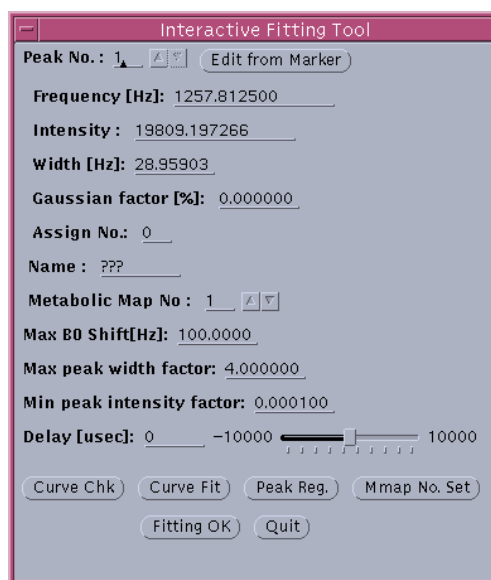 Interactive Fitting Tool
Peak No.: 1 Edit from Marker
Frequency [Hz]: 1257.812500
Intensity : 19809.197266
Width [Hz]: 28.95903
Gaussian factor [%]: 0.000000
Assign No.: 0
Name : ???
Metabolic Map No : 1
Max B0 Shift[Hz]: 100.0000
Max peak width factor: 4.000000
Min peak intensity factor: 0.000100
Delay [usec]: 0 -10000 10000
Curve Chk Curve Fit Peak Reg. Mmap No. Set
Fitting OK Quit